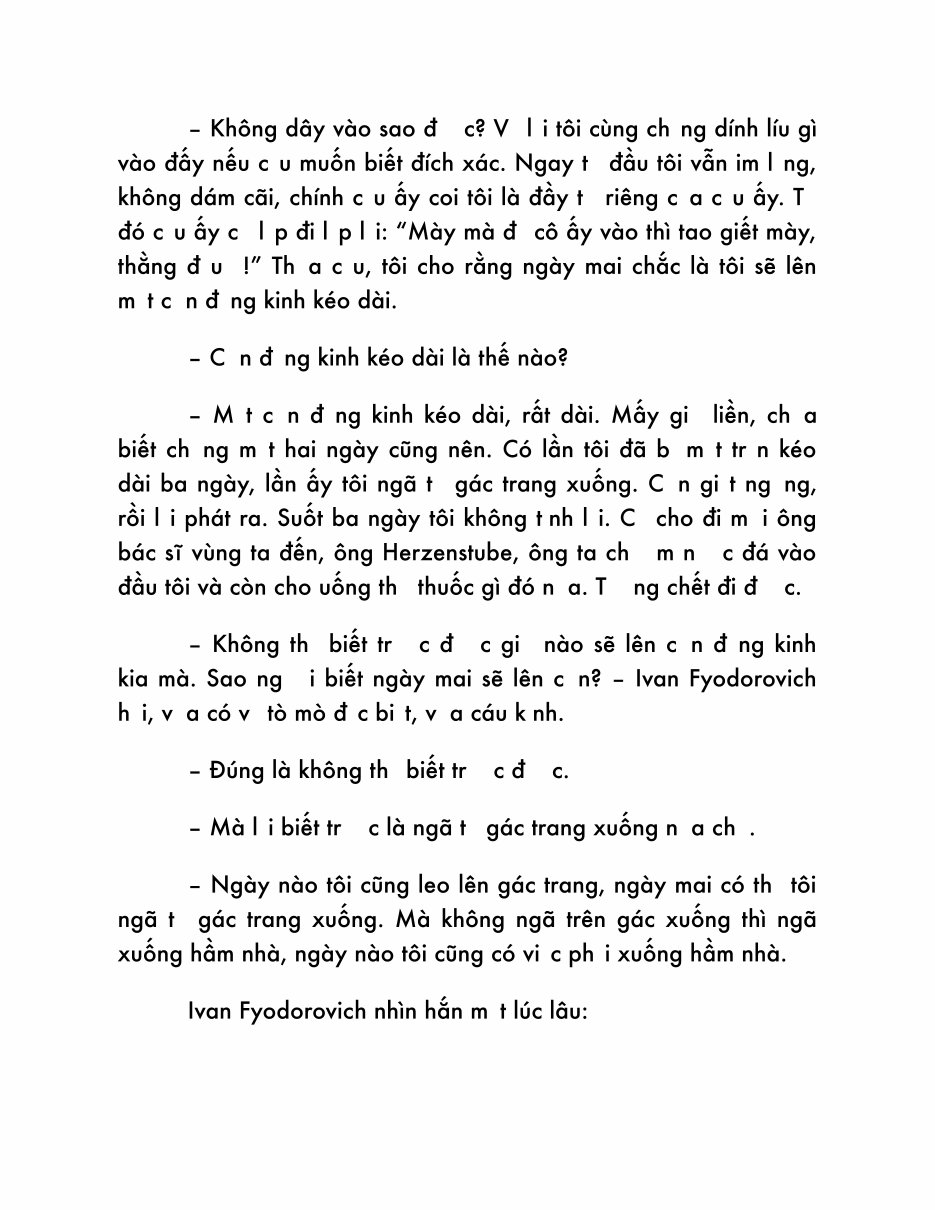 – Không dây vào sao đ c? V l i tôi cùng ch ng dính líu gì
vào đấy nếu c u muốn biết đích xác. Ngay t đầu tôi vẫn im l ng,
không dám cãi, chính c u ấy coi tôi là đầy t riêng c a c u ấy. T
đó c u ấy c l p đi l p l i: “Mày mà đ cô ấy vào thì tao giết mày,
thằng đ u !” Th a c u, tôi cho rằng ngày mai chắc là tôi sẽ lên
m t c n đ ng kinh kéo dài.
– C n đ ng kinh kéo dài là thế nào?
– M t c n đ ng kinh kéo dài, rất dài. Mấy gi liền, ch a
biết ch ng m t hai ngày cũng nên. Có lần tôi đã b m t tr n kéo
dài ba ngày, lần ấy tôi ngã t gác trang xuống. C n gi t ng ng,
rồi l i phát ra. Suốt ba ngày tôi không t nh l i. C cho đi m i ông
bác sĩ vùng ta đến, ông Herzenstube, ông ta ch m n c đá vào
đầu tôi và còn cho uống th thuốc gì đó n a. T ng chết đi đ c.
– Không th biết tr c đ c gi nào sẽ lên c n đ ng kinh
kia mà. Sao ng i biết ngày mai sẽ lên c n? – Ivan Fyodorovich
h i, v a có v tò mò đ c bi t, v a cáu k nh.
– Đúng là không th biết tr c đ c.
– Mà l i biết tr c là ngã t gác trang xuống n a ch .
– Ngày nào tôi cũng leo lên gác trang, ngày mai có th tôi
ngã t gác trang xuống. Mà không ngã trên gác xuống thì ngã
xuống hầm nhà, ngày nào tôi cũng có vi c ph i xuống hầm nhà.
Ivan Fyodorovich nhìn hắn m t lúc lâu: